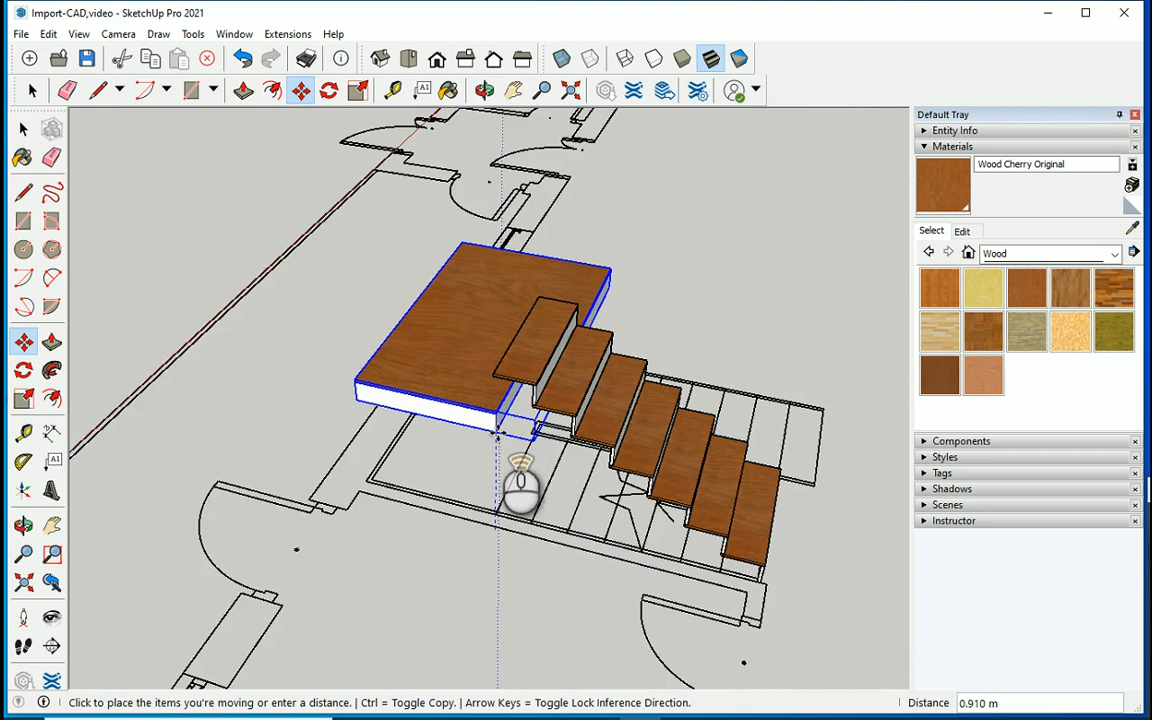 Import-CAD,video - SketchUp Pro 2021
File Edit View Camera Draw Tools Window Extensions Help
A1
Default Tray
Entity Info
Materials
Wood Cherry Original
Select Edit
Wood
Components
Styles
Tags
Shadows
Scenes
Instructor
A1
Click to place the items you're moving or enter a distance. | Ctrl = Toggle Copy. | Arrow Keys = Toggle Lock Inference Direction.
Distance 0.910 m